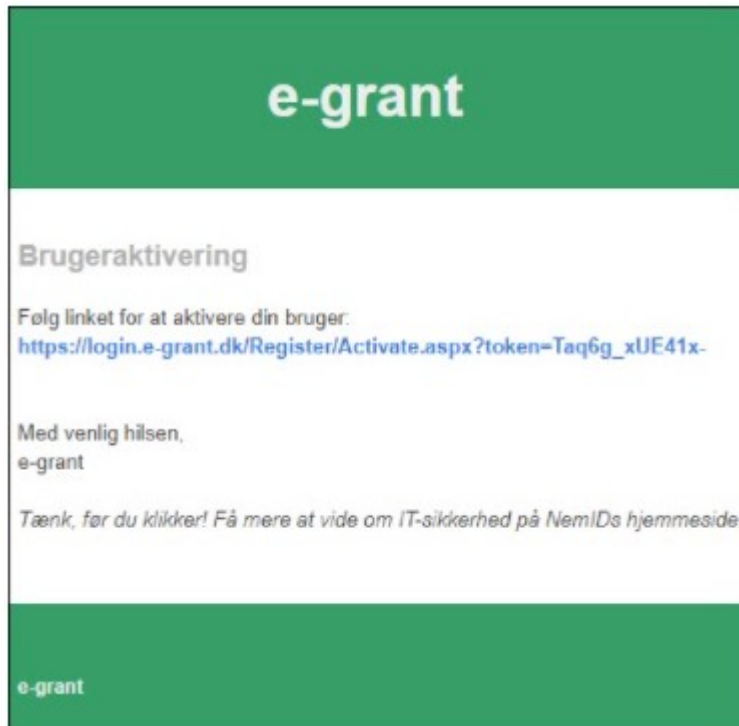 e-grant
Brugeraktivering
Følg linket for at aktivere din bruger:
https://login.e-grant.dk/Register/Activate.aspx?token=Taq6g_xUE41x-
Med venlig hilsen,
e-grant
Tænk, før du klikker! Få mere at vide om IT-sikkerhed på NemIDs hjemmeside
e-grant